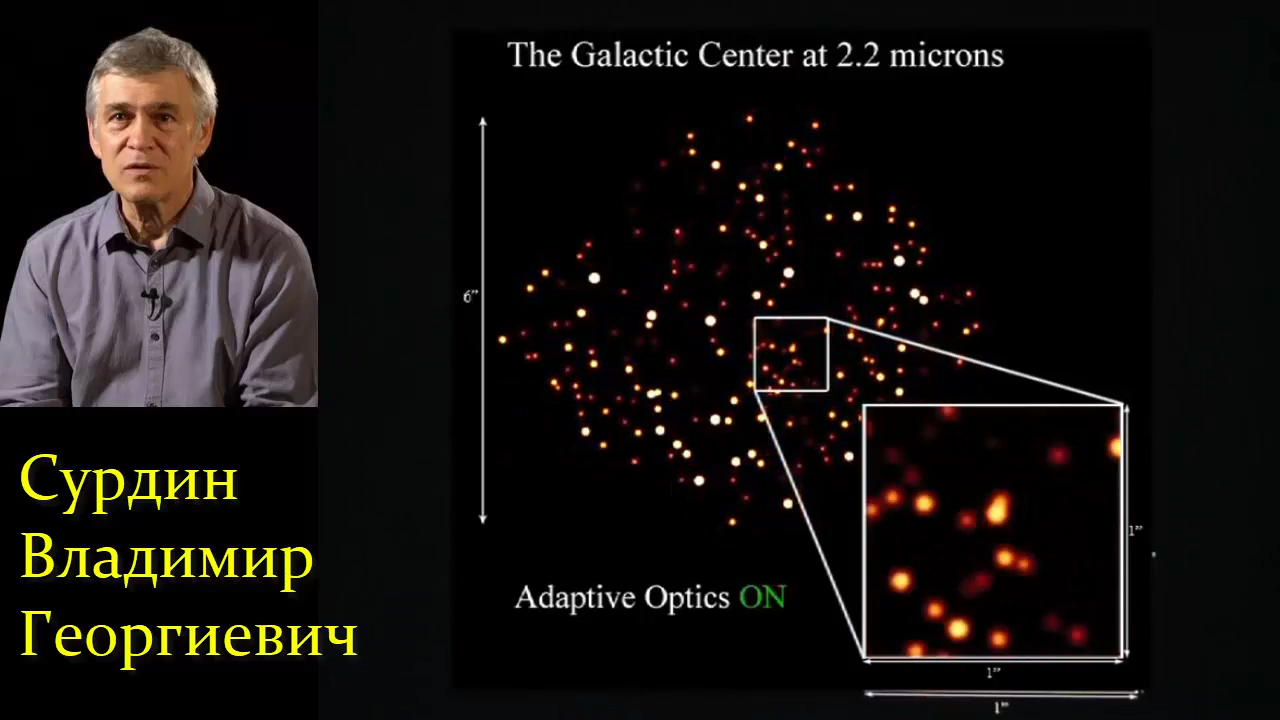 The Galactic Center at 2.2 microns
6"
Adaptive Optics ON
1"
1"
1"
Сурдин
Владимир
Георгиевич